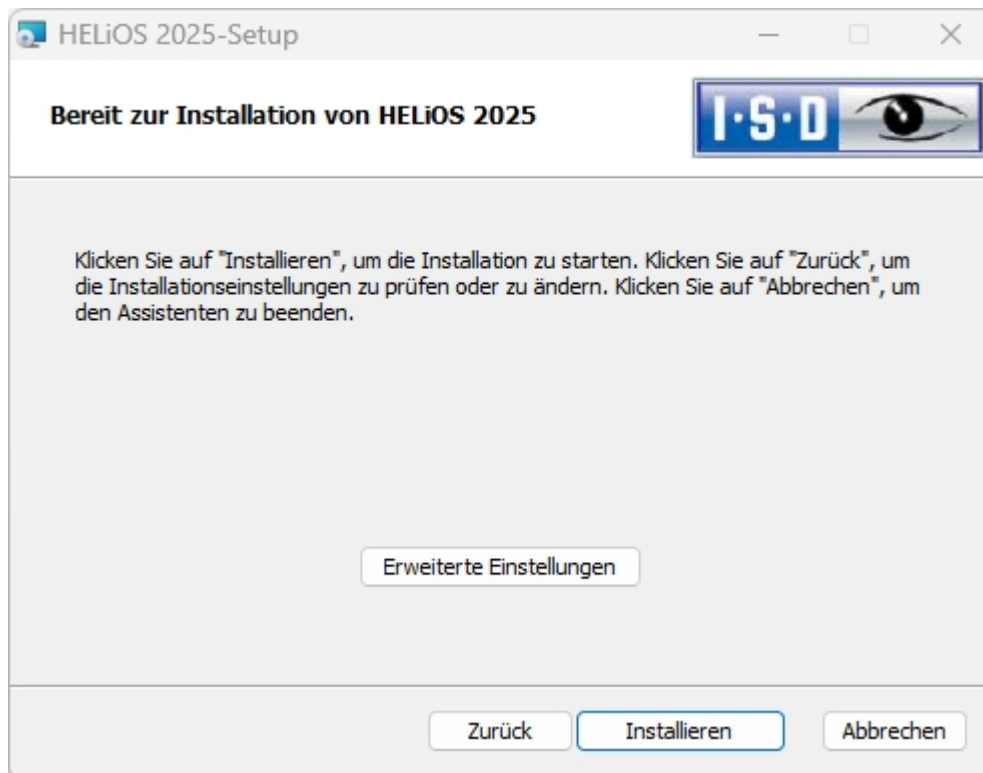 HELiOS 2025-Setup
Bereit zur Installation von HELiOS 2025
I·S·D
Klicken Sie auf "Installieren", um die Installation zu starten. Klicken Sie auf "Zurück", um
die Installationseinstellungen zu prüfen oder zu ändern. Klicken Sie auf "Abbrechen", um
den Assistenten zu beenden.
Erweiterte Einstellungen
Zurück
Installieren
Abbrechen